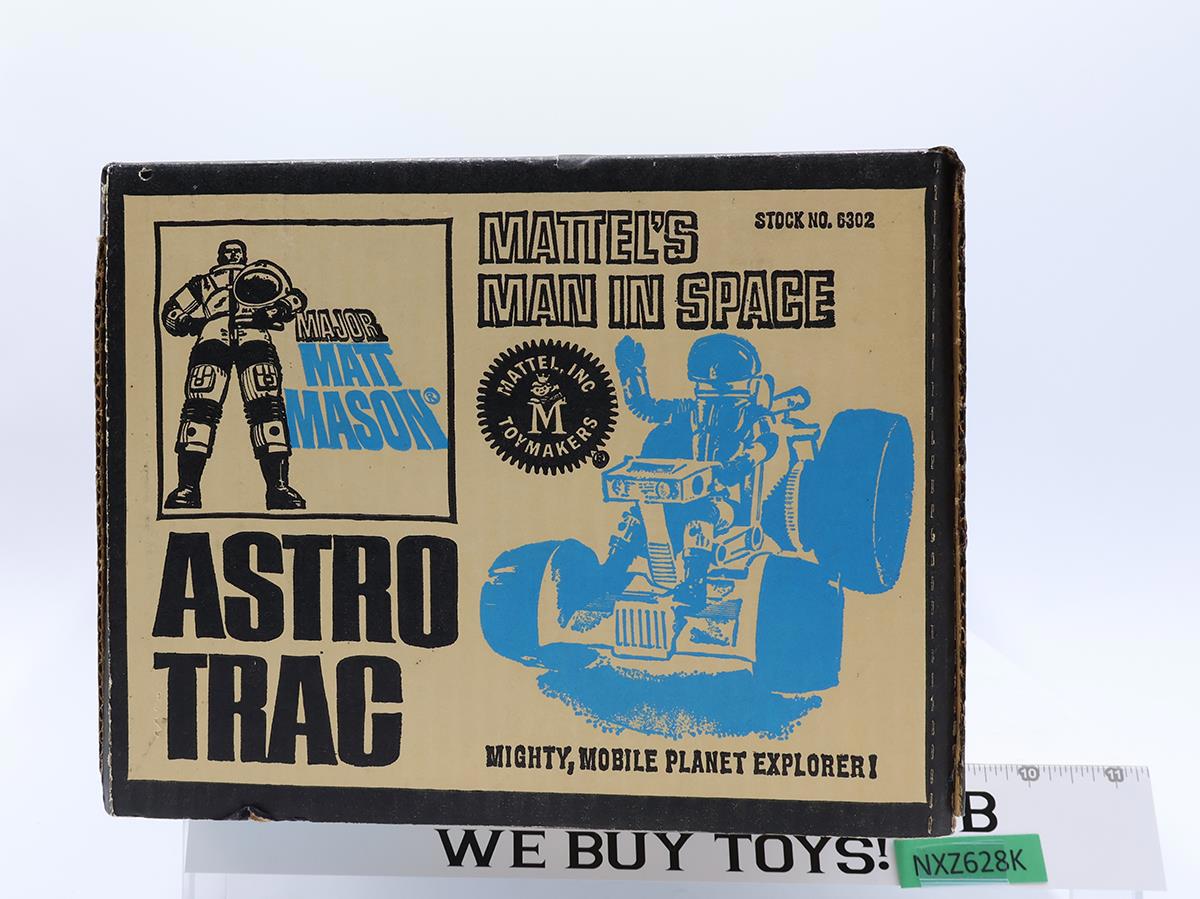 MATTEL'S
MAN IN SPACE
STOCK NO. 6302
MAJOR
MATT
MASON®
MATTEL, INC
M
TOYMAKERS
®
ASTRO
TRAC
MIGHTY, MOBILE PLANET EXPLORER!
10
11
B
WE BUY TOYS!
NXZ628K